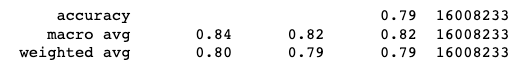 accuracy 0.79 16008233
macro avg 0.84 0.82 0.82 16008233
weighted avg 0.80 0.79 0.79 16008233